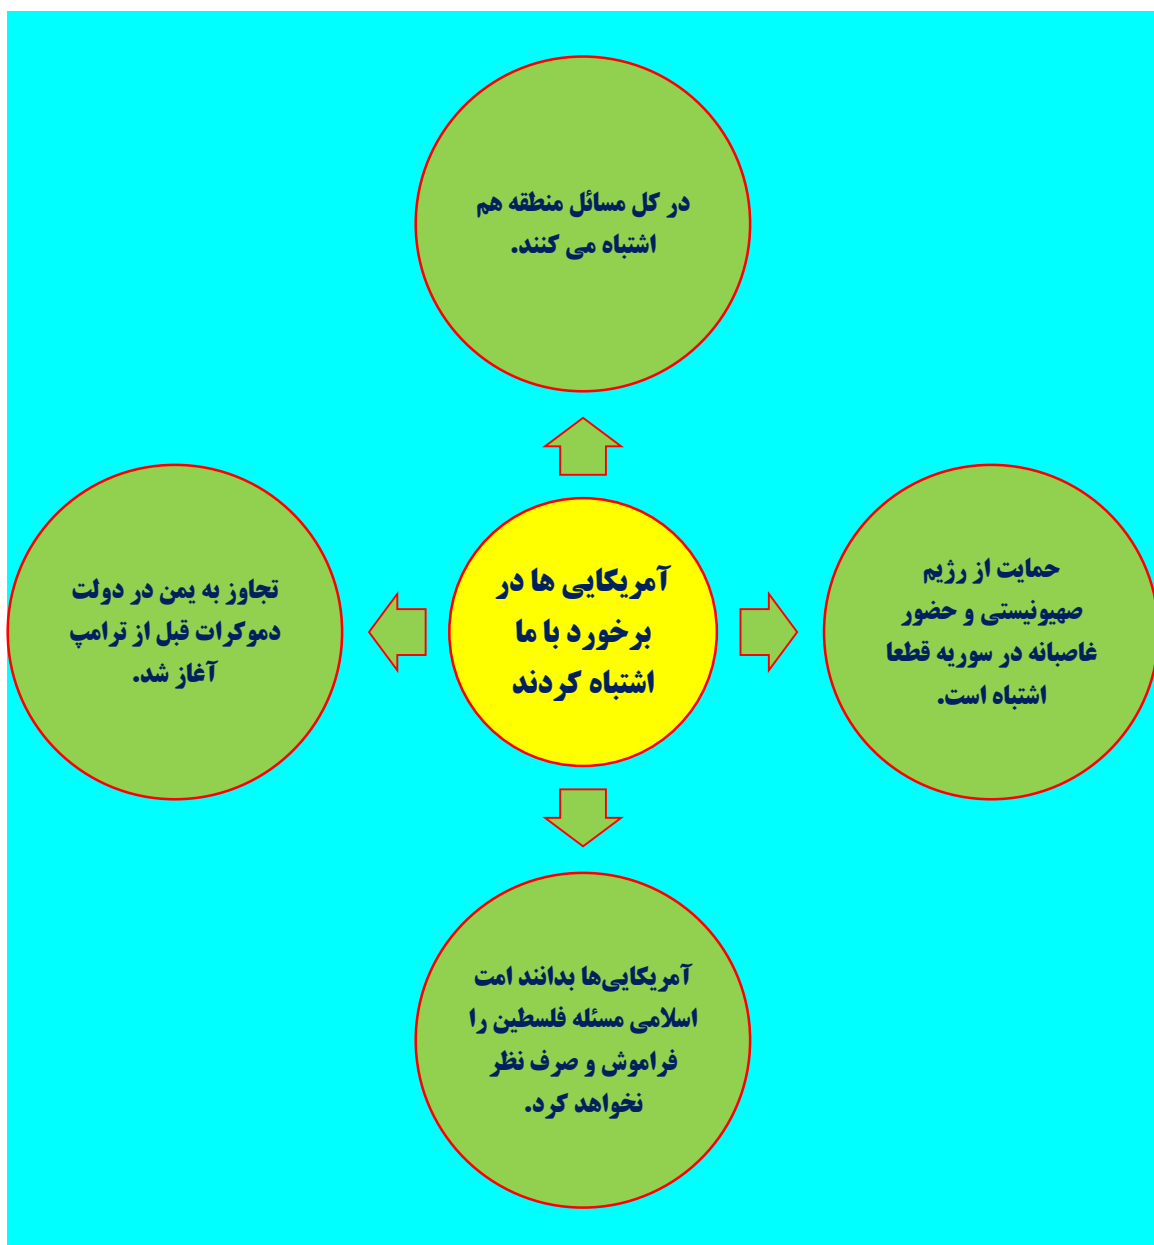 در کل مسائل منطقه هم
اشتباه می کنند.
حمایت از رژیم
صهیونیستی و حضور
غاصبانه در سوریه قطعا
اشتباه است.
آمریکایی ها در
برخورد با ما
اشتباه کردند
تجاوز به یمن در دولت
دموکرات قبل از ترامپ
آغاز شد.
آمریکایی‌ها بدانند امت
اسلامی مسئله فلسطین را
فراموش و صرف نظر
نخواهد کرد.